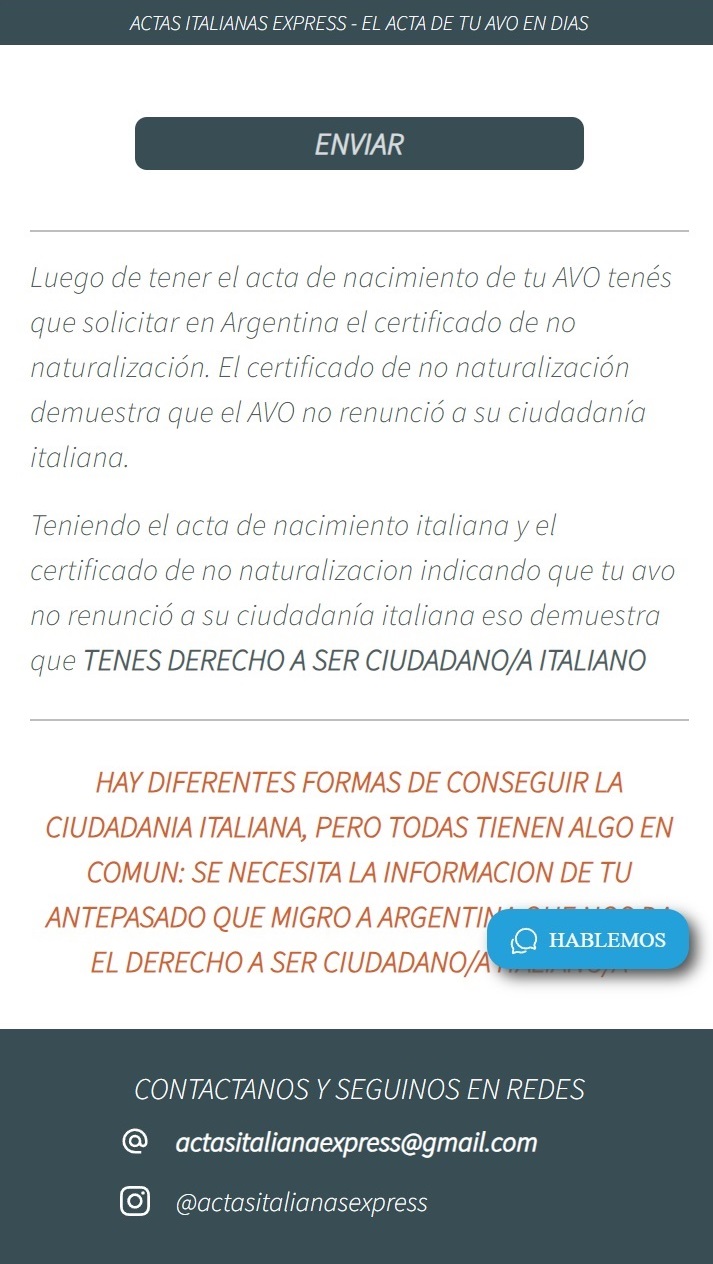 ACTAS ITALIANAS EXPRESS - EL ACTA DE TU AVO EN DIAS
ENVIAR
Luego de tener el acta de nacimiento de tu AVO tenés
que solicitar en Argentina el certificado de no
naturalización. El certificado de no naturalización
demuestra que el AVO no renunció a su ciudadanía
italiana.
Teniendo el acta de nacimiento italiana y el
certificado de no naturalizacion indicando que tu avo
no renunció a su ciudadanía italiana eso demuestra
que TENES DERECHO A SER CIUDADANO/A ITALIANO
HAY DIFERENTES FORMAS DE CONSEGUIR LA
CIUDADANIA ITALIANA, PERO TODAS TIENEN ALGO EN
COMUN: SE NECESITA LA INFORMACION DE TU
ANTEPASADO QUE MIGRO A
EL DERECHO A SER CIUDADANO/A
HABLEMOS
CONTACTANOS Y SEGUINOS EN REDES
actasitalianaexpress@gmail.com
@actasitalianasexpress